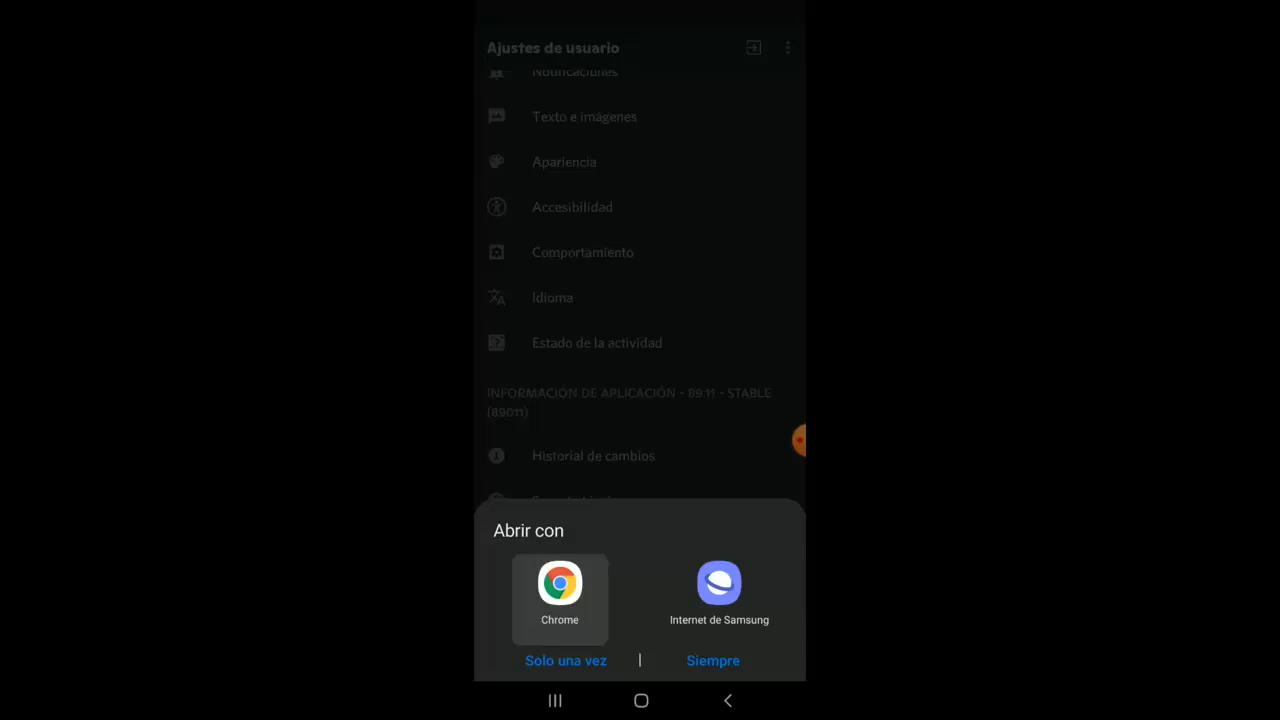 Ajustes de usuario
Notificaciones
Texto e imágenes
Apariencia
Accesibilidad
Comportamiento
Idioma
Estado de la actividad
INFORMACIÓN DE APLICACIÓN - 89.11 - STABLE
(89011)
Historial de cambios
Abrir con
Chrome
Internet de Samsung
Solo una vez
|
Siempre